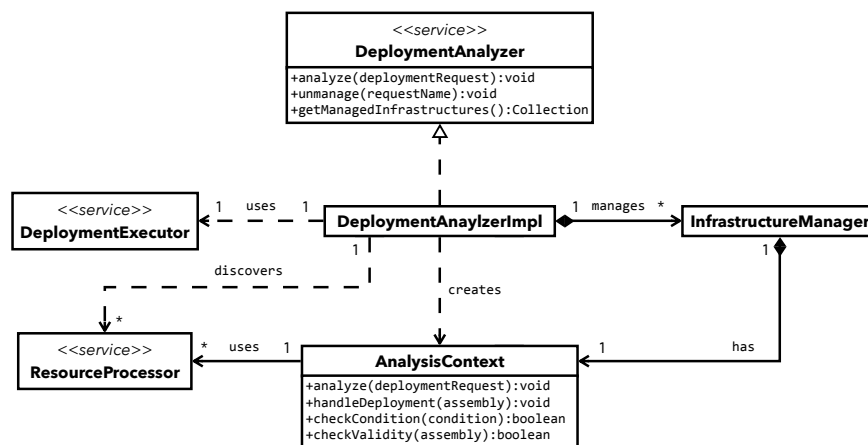 <<service>>
DeploymentAnalyzer
+analyze(deploymentRequest):void
+unmanage(requestName):void
+getManagedInfrastructures():Collection
<<service>>
DeploymentExecutor
1 uses 1
DeploymentAnaylzerImpl
1 manages *
InfrastructureManager
1
1
discovers
creates
*
<<service>>
ResourceProcessor
* uses 1
AnalysisContext
1 has
+analyze(deploymentRequest):void
+handleDeployment(assembly):void
+checkCondition(condition):boolean
+checkValidity(assembly):boolean